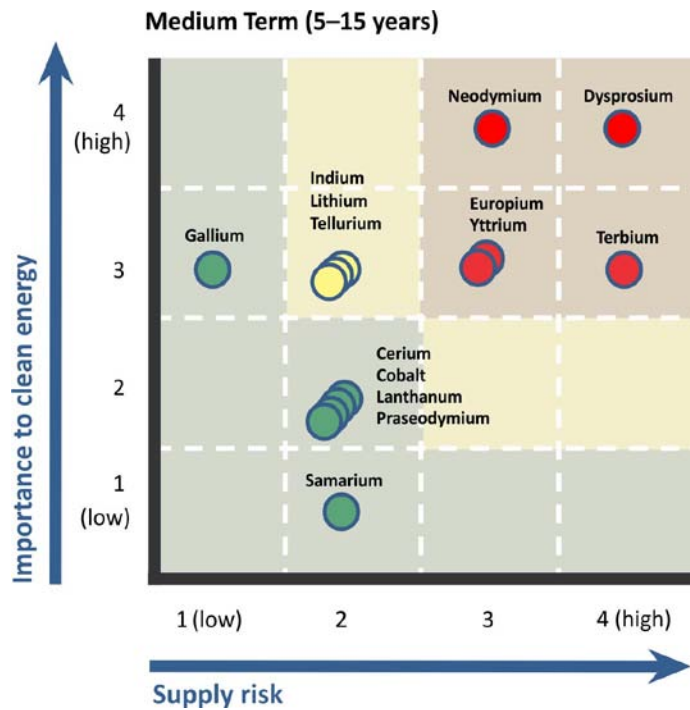 Medium Term (5–15 years)
Importance to clean energy
4
(high)
Neodymium
Dysprosium
Indium
Lithium
Tellurium
Gallium
Europium
Yttrium
Terbium
3
Cerium
Cobalt
Lanthanum
Praseodymium
2
Samarium
1
(low)
1 (low)
2
3
4 (high)
Supply risk